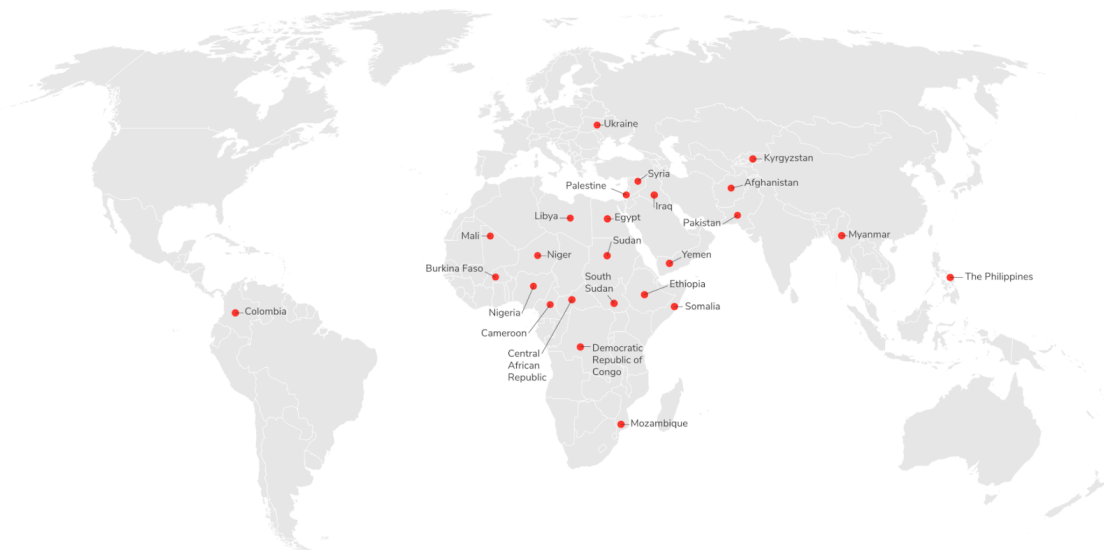 Ukraine
Kyrgyzstan
Syria
Afghanistan
Palestine
Iraq
Libya
Egypt
Pakistan
Mali
Sudan
Myanmar
Niger
Yemen
Burkina Faso
South
Sudan
The Philippines
Ethiopia
Nigeria
Somalia
Colombia
Cameroon
Central
African
Republic
Democratic
Republic of
Congo
Mozambique